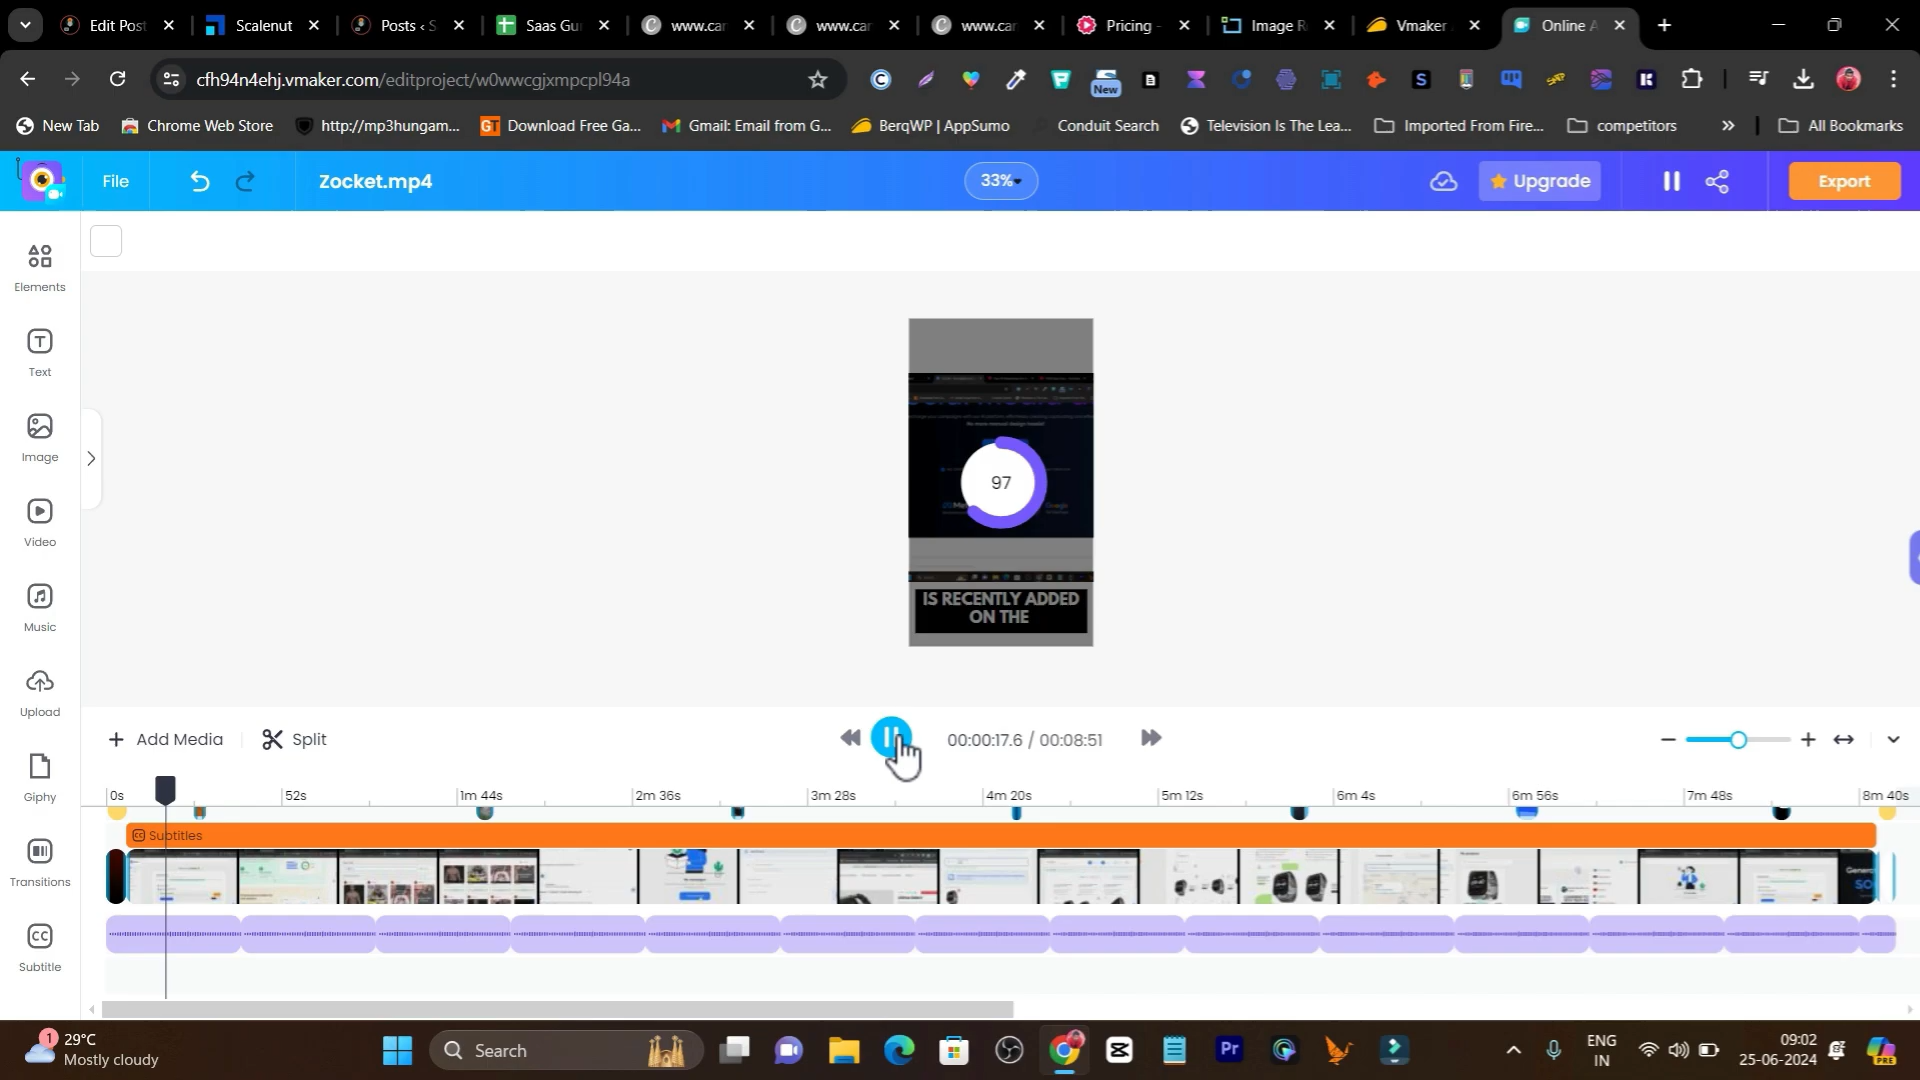 Edit Post
Scalenut
Posts ‹ S
Saas Gu
www.car
www.car
www.car
Pricing -
Image R
Vmaker
Online A
cfh94n4ehj.vmaker.com/editproject/w0wwcgjxmpcpl94a
New
New Tab
Chrome Web Store
http://mp3hungam...
Download Free Ga...
Gmail: Email from G...
BerqWP | AppSumo
Conduit Search
Television Is The Lea...
Imported From Fire...
competitors
All Bookmarks
File
Zocket.mp4
33%
Upgrade
Export
Elements
Text
Image
Video
Music
Upload
Giphy
Transitions
Subtitle
97
IS RECENTLY ADDED
ON THE
Add Media
Split
00:00:17.6 / 00:08:51
0s
52s
1m 44s
2m 36s
3m 28s
4m 20s
5m 12s
6m 4s
6m 56s
7m 48s
8m 40s
Subtitles
1
29°C
Mostly cloudy
Search
Pr
ENG
IN
09:02
25-06-2024
PRE